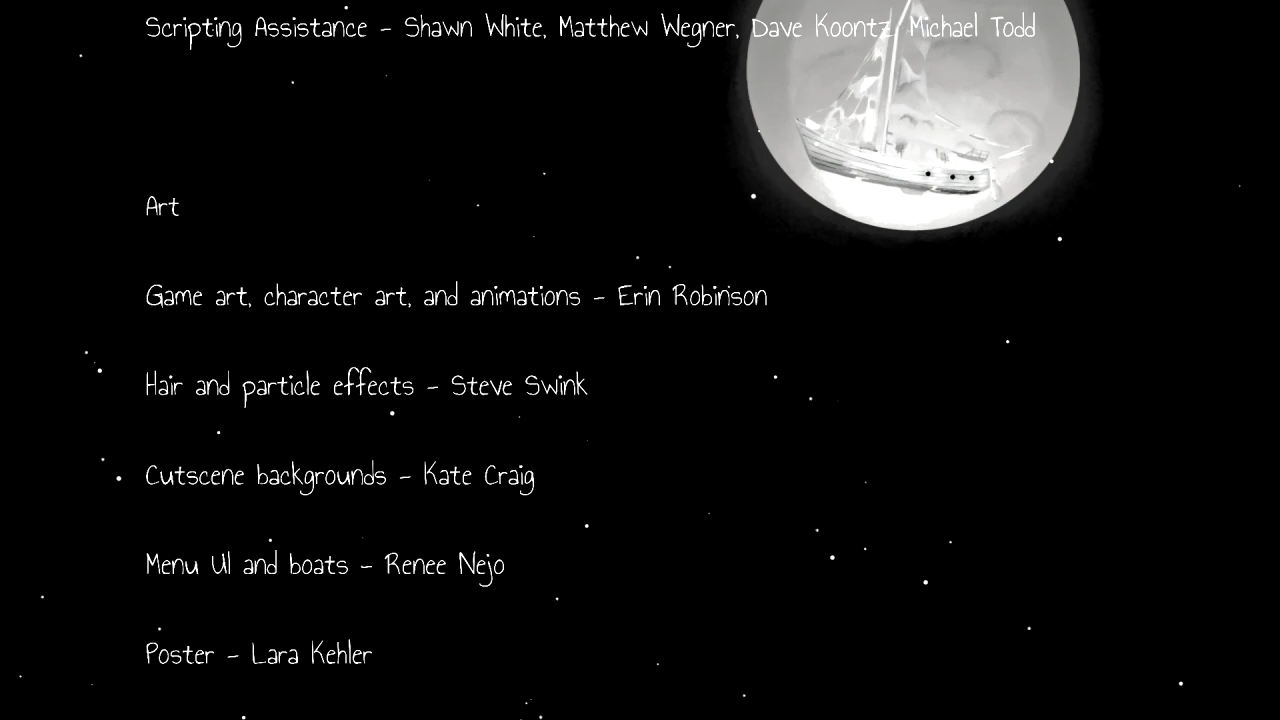 Scripting Assistance - Shawn White, Matthew Wegner, Dave Koontz, Michael Todd
Art
Game art, character art, and animations - Erin Robinson
Hair and particle effects - Steve Swink
Cutscene backgrounds - Kate Craig
Menu UI and boats - Renee Nejo
Poster - Lara Kehler